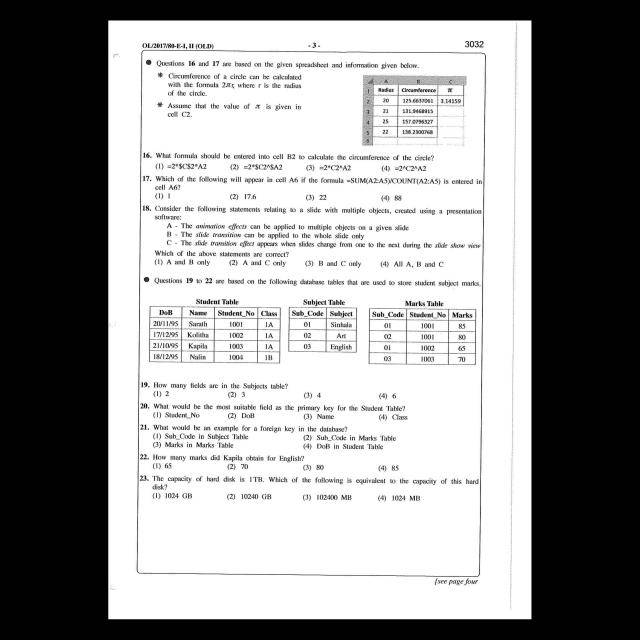 OL/2017/80-E-I, II (OLD)
- 3 -
3032
Questions 16 and 17 are based on the given spreadsheet and information given below.
* Circumference of a circle can be calculated
with the formula 2πr, where r is the radius
of the circle.
* Assume that the value of π is given in
cell C2.
A B C
1 Radius Circumference π
2 20 125.6637061 3.14159
3 21 131.9468915
4 25 157.0796327
5 22 138.2300768
6
16. What formula should be entered into cell B2 to calculate the circumference of the circle?
(1) =2*$C$2*A2 (2) =2*$C2^$A2 (3) =2*C2*A2 (4) =2^C2^A2
17. Which of the following will appear in cell A6 if the formula =SUM(A2:A5)/COUNT(A2:A5) is entered in
cell A6?
(1) 1 (2) 17.6 (3) 22 (4) 88
18. Consider the following statements relating to a slide with multiple objects, created using a presentation
software:
A - The animation effects can be applied to multiple objects on a given slide
B - The slide transition can be applied to the whole slide only
C - The slide transition effect appears when slides change from one to the next during the slide show view
Which of the above statements are correct?
(1) A and B only (2) A and C only (3) B and C only (4) All A, B and C
Questions 19 to 22 are based on the following database tables that are used to store student subject marks.
Student Table
DoB Name Student_No Class
20/11/95 Sarath 1001 1A
17/12/95 Kolitha 1002 1A
21/10/95 Kapila 1003 1A
18/12/95 Nalin 1004 1B
Subject Table
Sub_Code Subject
01 Sinhala
02 Art
03 English
Marks Table
Sub_Code Student_No Marks
01 1001 85
02 1001 80
01 1002 65
03 1003 70
19. How many fields are in the Subjects table?
(1) 2 (2) 3 (3) 4 (4) 6
20. What would be the most suitable field as the primary key for the Student Table?
(1) Student_No (2) DoB (3) Name (4) Class
21. What would be an example for a foreign key in the database?
(1) Sub_Code in Subject Table (2) Sub_Code in Marks Table
(3) Marks in Marks Table (4) DoB in Student Table
22. How many marks did Kapila obtain for English?
(1) 65 (2) 70 (3) 80 (4) 85
23. The capacity of hard disk is 1TB. Which of the following is equivalent to the capacity of this hard
disk?
(1) 1024 GB (2) 10240 GB (3) 102400 MB (4) 1024 MB
[see page four